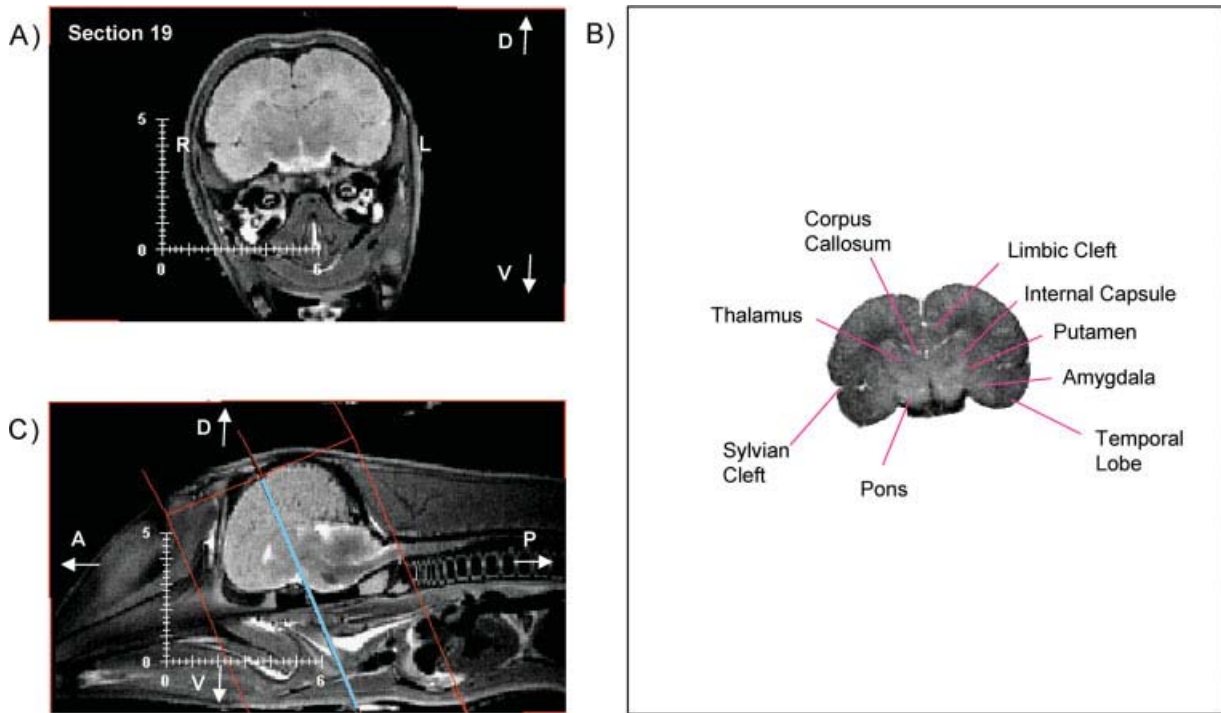 A)
Section 19
D
5
R
L
0
0
6
V
B)
Corpus
Callosum
Limbic Cleft
Internal Capsule
Thalamus
Putamen
Amygdala
Sylvian
Cleft
Temporal
Lobe
Pons
C)
D
5
A
P
0
0
6
V